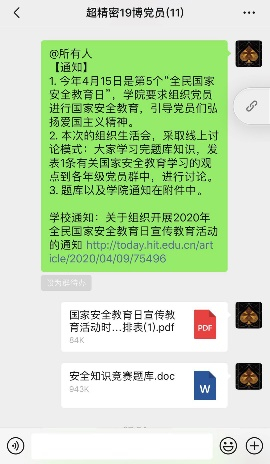 超精密19博党员(11)
@所有人
【通知】
1. 今年4月15日是第5个“全民国家
安全教育日”，学院要求组织党员
进行国家安全教育，引导党员们弘
扬爱国主义精神。
2. 本次的组织生活会，采取线上讨
论模式：大家学习完题库知识，发
表1条有关国家安全教育学习的观
点到各年级党员群中，进行讨论。
3. 题库以及学院通知在附件中。
学校通知：关于组织开展2020年
全民国家安全教育日宣传教育活动
的通知 http://today.hit.edu.cn/art
icle/2020/04/09/75496
国家安全教育日宣传教
育活动时...排表(1).pdf
84K
PDF
安全知识竞赛题库.doc
943K
W